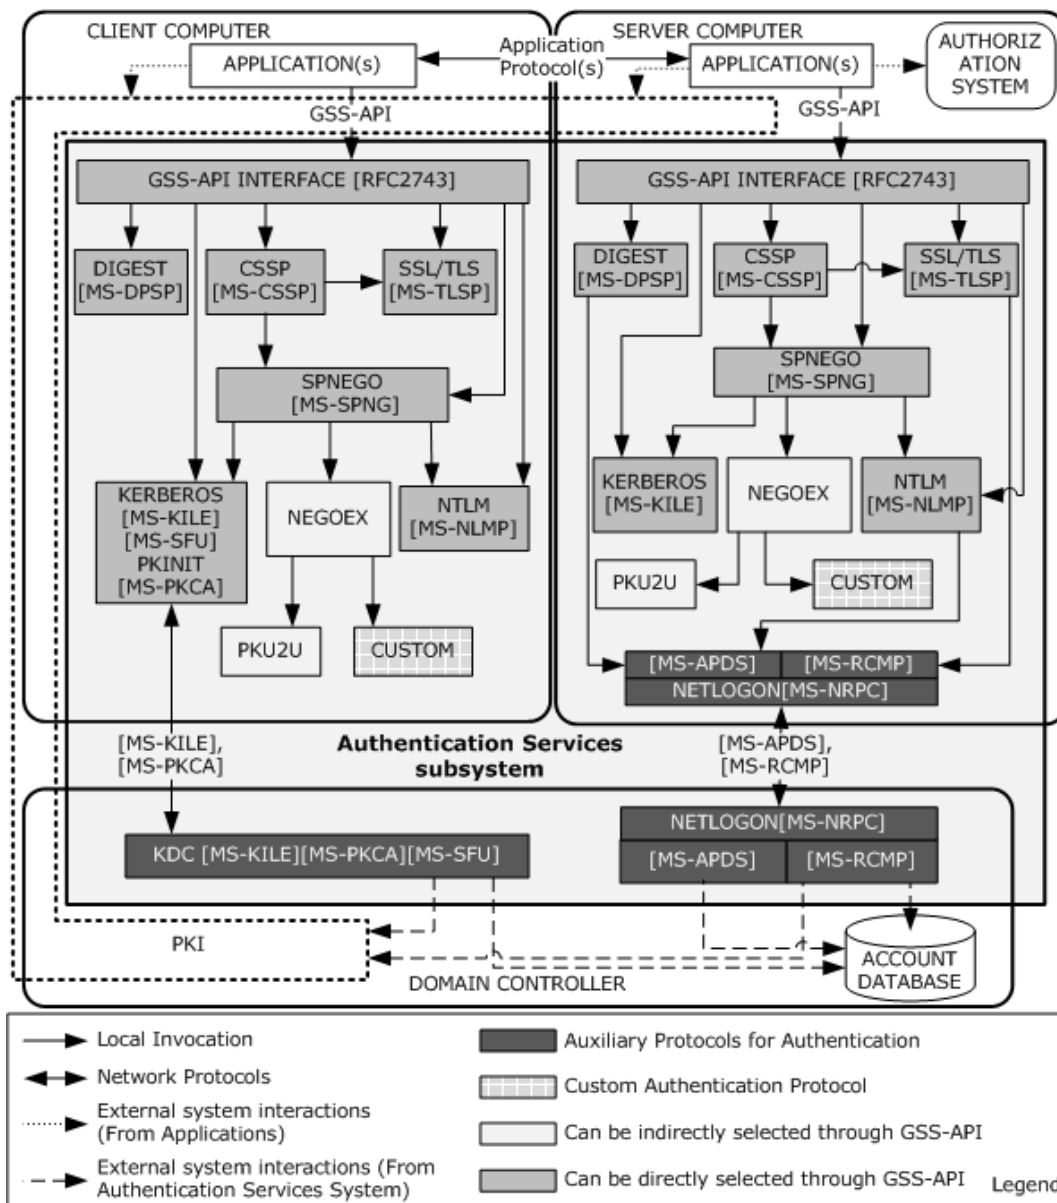 CLIENT COMPUTER
APPLICATION(s)
Application
Protocol(s)
SERVER COMPUTER
APPLICATION(s)
AUTHORIZ
ATION
SYSTEM
GSS-API
GSS-API
GSS-API INTERFACE [RFC2743]
GSS-API INTERFACE [RFC2743]
DIGEST
[MS-DPSP]
CSSP
[MS-CSSP]
SSL/TLS
[MS-TLSP]
DIGEST
[MS-DPSP]
CSSP
[MS-CSSP]
SSL/TLS
[MS-TLSP]
SPNEGO
[MS-SPNG]
SPNEGO
[MS-SPNG]
KERBEROS
[MS-KILE]
[MS-SFU]
PKINIT
[MS-PKCA]
NEGOEX
NTLM
[MS-NLMP]
KERBEROS
[MS-KILE]
NEGOEX
NTLM
[MS-NLMP]
PKU2U
CUSTOM
PKU2U
CUSTOM
[MS-APDS]
[MS-RCMP]
NETLOGON[MS-NRPC]
[MS-KILE],
[MS-PKCA]
Authentication Services
subsystem
[MS-APDS],
[MS-RCMP]
KDC [MS-KILE][MS-PKCA][MS-SFU]
NETLOGON[MS-NRPC]
[MS-APDS]
[MS-RCMP]
PKI
DOMAIN CONTROLLER
ACCOUNT
DATABASE
Local Invocation
Network Protocols
External system interactions
(From Applications)
External system interactions (From
Authentication Services System)
Auxiliary Protocols for Authentication
Custom Authentication Protocol
Can be indirectly selected through GSS-API
Can be directly selected through GSS-API
Legend